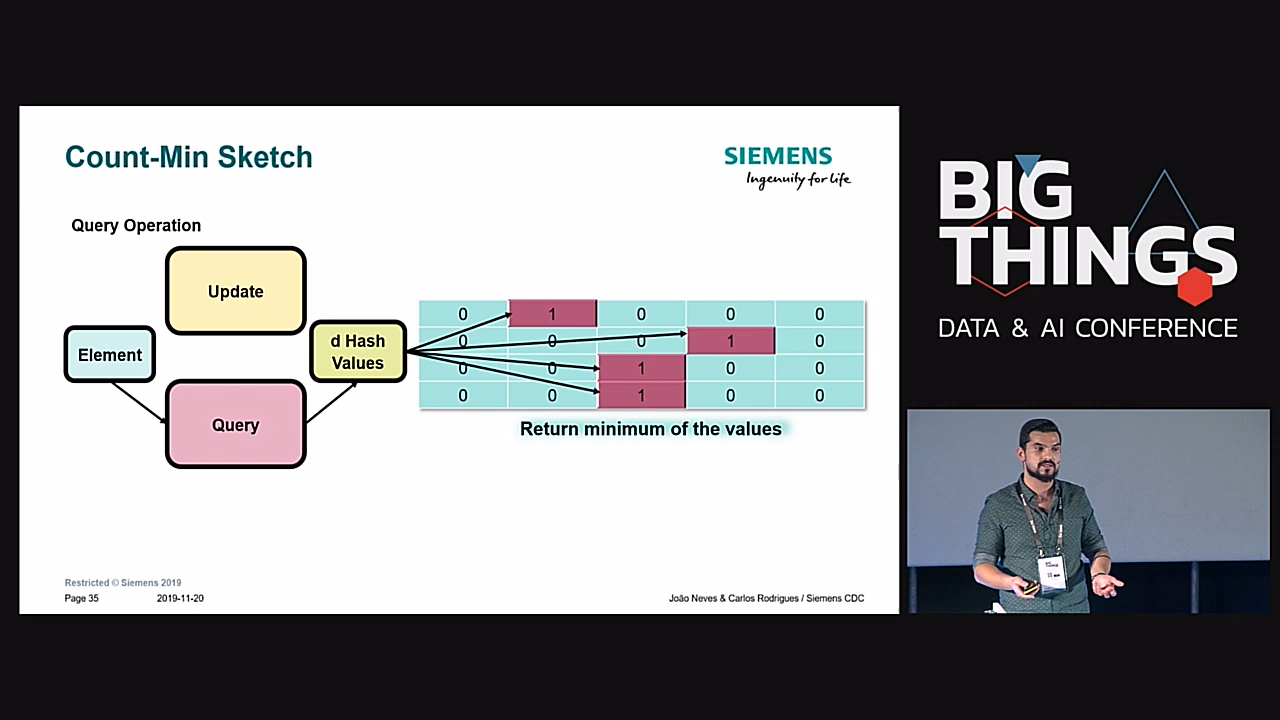 Count-Min Sketch
SIEMENS
Ingenuity for life
Query Operation
Update
Element
d Hash
Values
Query
0 1 0 0 0
0 0 0 1 0
0 0 1 0 0
0 0 1 0 0
Return minimum of the values
Restricted © Siemens 2019
Page 35
2019-11-20
João Neves & Carlos Rodrigues / Siemens CDC
BIG
THINGS
DATA & AI CONFERENCE